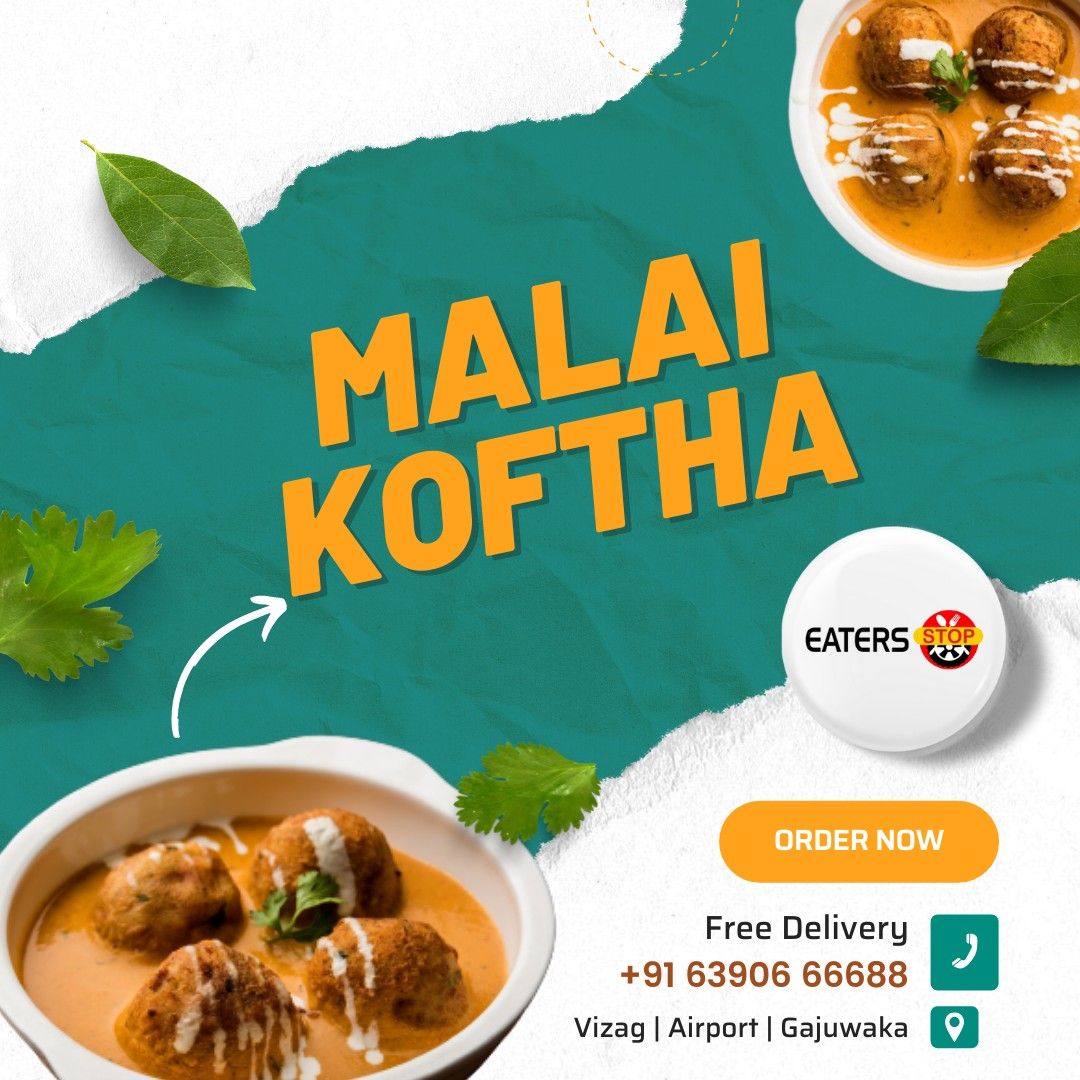 MALAI
KOFTHA
EATERS STOP
ORDER NOW
Free Delivery
+91 63906 66688
Vizag | Airport | Gajuwaka